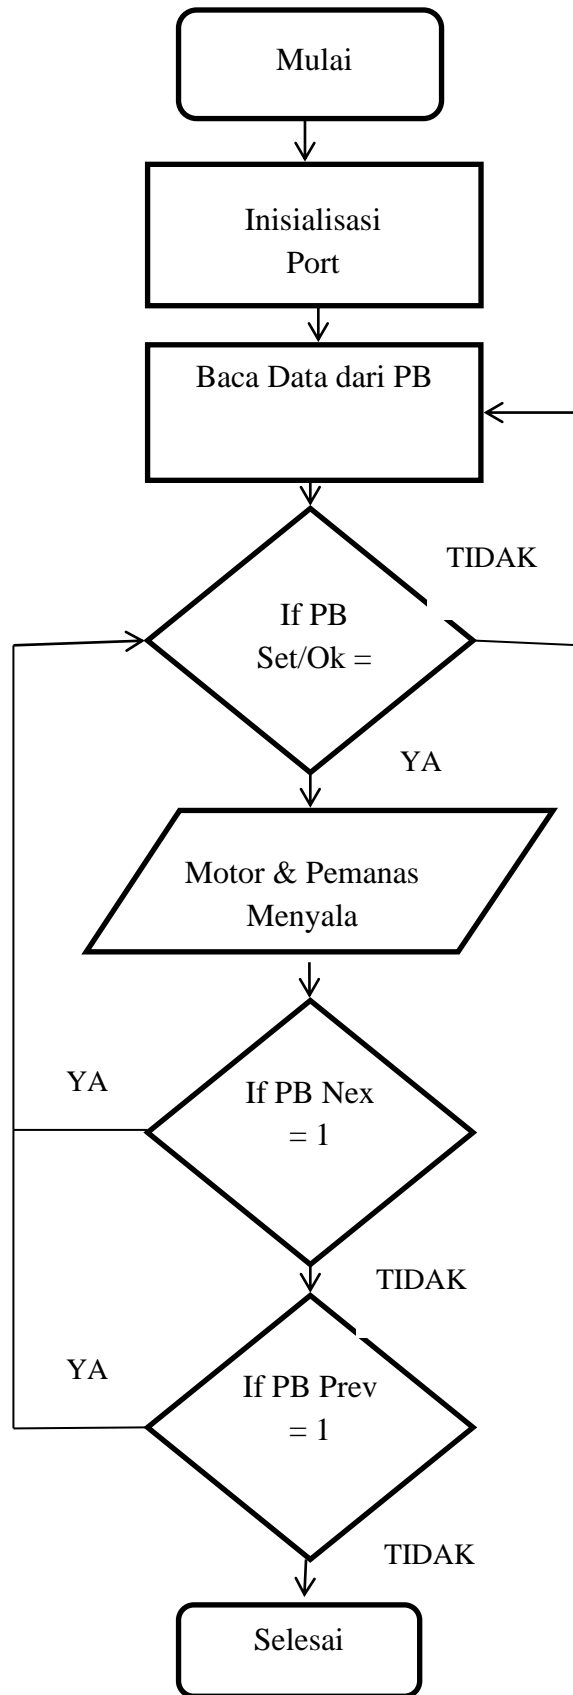 Mulai
Inisialisasi
Port
Baca Data dari PB
TIDAK
If PB
Set/Ok =
YA
Motor & Pemanas
Menyala
YA
If PB Nex
= 1
TIDAK
YA
If PB Prev
= 1
TIDAK
Selesai